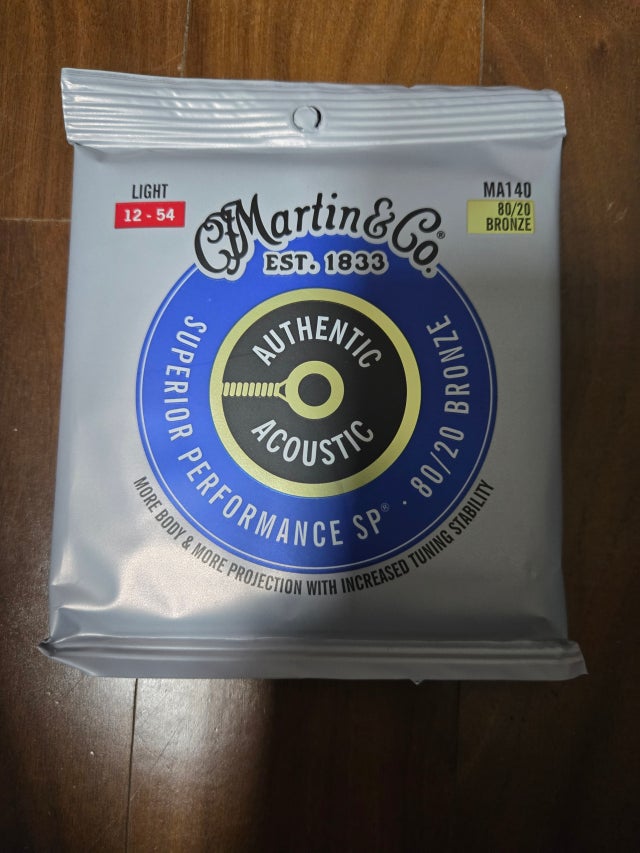 LIGHT
12 - 54
MA140
80/20
BRONZE
CF Martin & Co.®
EST. 1833
AUTHENTIC
ACOUSTIC
SUPERIOR PERFORMANCE SP® · 80/20 BRONZE
MORE BODY & MORE PROJECTION WITH INCREASED TUNING STABILITY